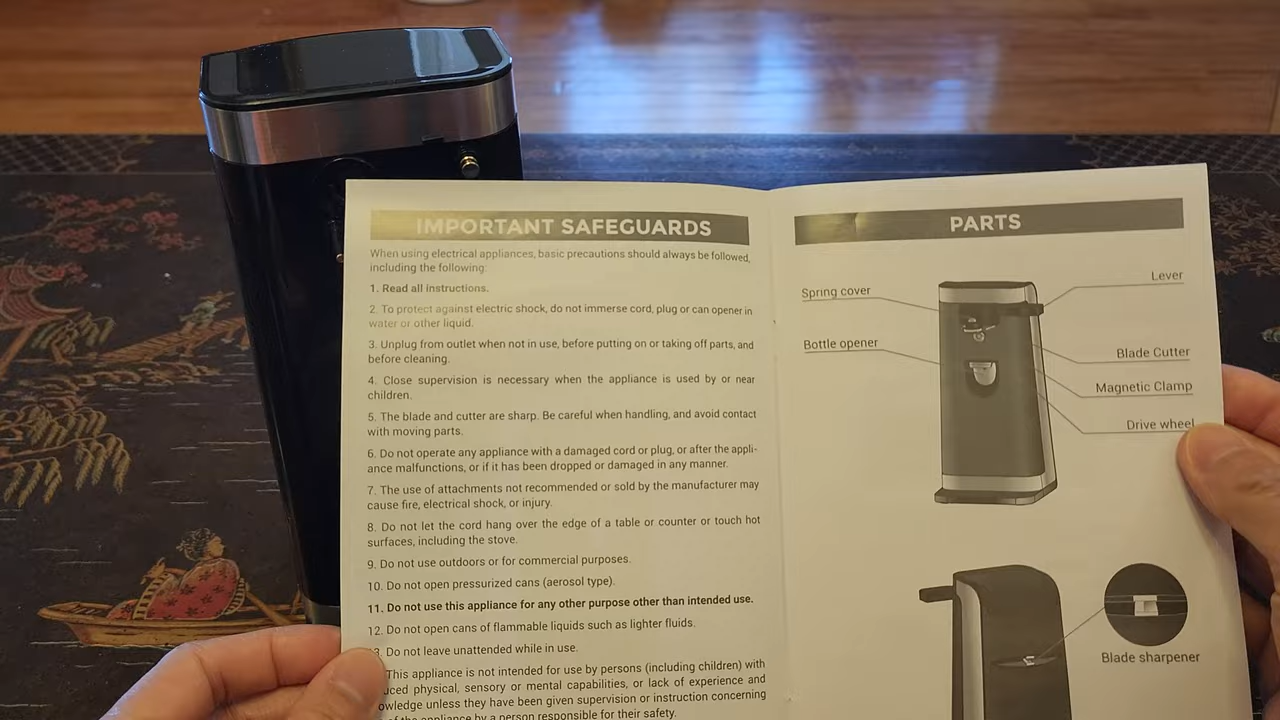 IMPORTANT SAFEGUARDS
When using electrical appliances, basic precautions should always be followed,
including the following:
1. Read all instructions.
2. To protect against electric shock, do not immerse cord, plug or can opener in
water or other liquid.
3. Unplug from outlet when not in use, before putting on or taking off parts, and
before cleaning.
4. Close supervision is necessary when the appliance is used by or near
children.
5. The blade and cutter are sharp. Be careful when handling, and avoid contact
with moving parts.
6. Do not operate any appliance with a damaged cord or plug, or after the appli-
ance malfunctions, or if it has been dropped or damaged in any manner.
7. The use of attachments not recommended or sold by the manufacturer may
cause fire, electrical shock, or injury.
8. Do not let the cord hang over the edge of a table or counter or touch hot
surfaces, including the stove.
9. Do not use outdoors or for commercial purposes.
10. Do not open pressurized cans (aerosol type).
11. Do not use this appliance for any other purpose other than intended use.
12. Do not open cans of flammable liquids such as lighter fluids.
3. Do not leave unattended while in use.
This appliance is not intended for use by persons (including children) with
uced physical, sensory or mental capabilities, or lack of experience and
owledge unless they have been given supervision or instruction concerning
of the appliance by a person responsible for their safety.
PARTS
Lever
Spring cover
Bottle opener
Blade Cutter
Magnetic Clamp
Drive wheel
Blade sharpener